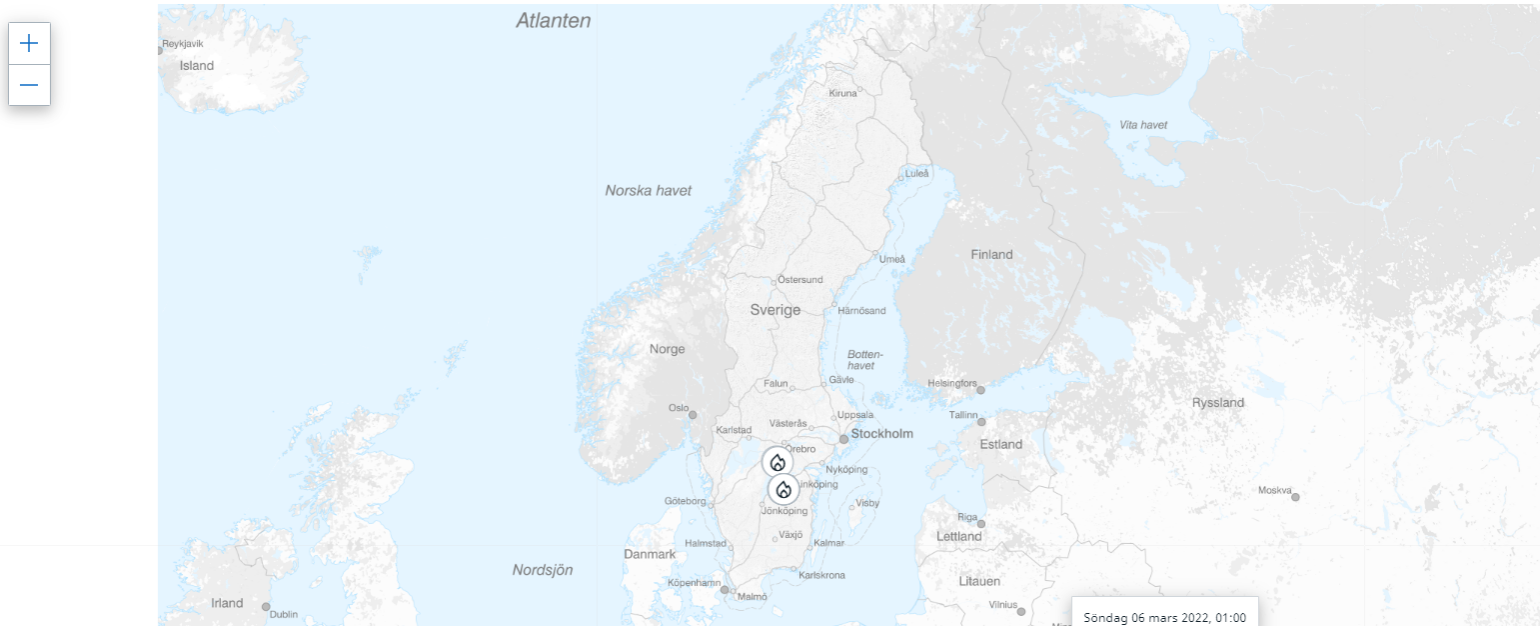 Atlanten
Reykjavik
Island
Kiruna
Vita havet
Luleå
Norska havet
Finland
Umeå
Östersund
Sverige
Härnösand
Norge
Botten-
havet
Falun
Gävle
Helsingfors
Ryssland
Oslo
Tallinn
Uppsala
Västerås
Karlstad
Stockholm
Estland
Örebro
Nyköping
inköping
Moskva
Göteborg
Visby
Jönköping
Riga
Växjö
Lettland
Halmstad
Kalmar
Danmark
Nordsjön
Karlskrona
Litauen
Köpenhamn
Malmö
Irland
Vilnius
Dublin
Söndag 06 mars 2022, 01:00